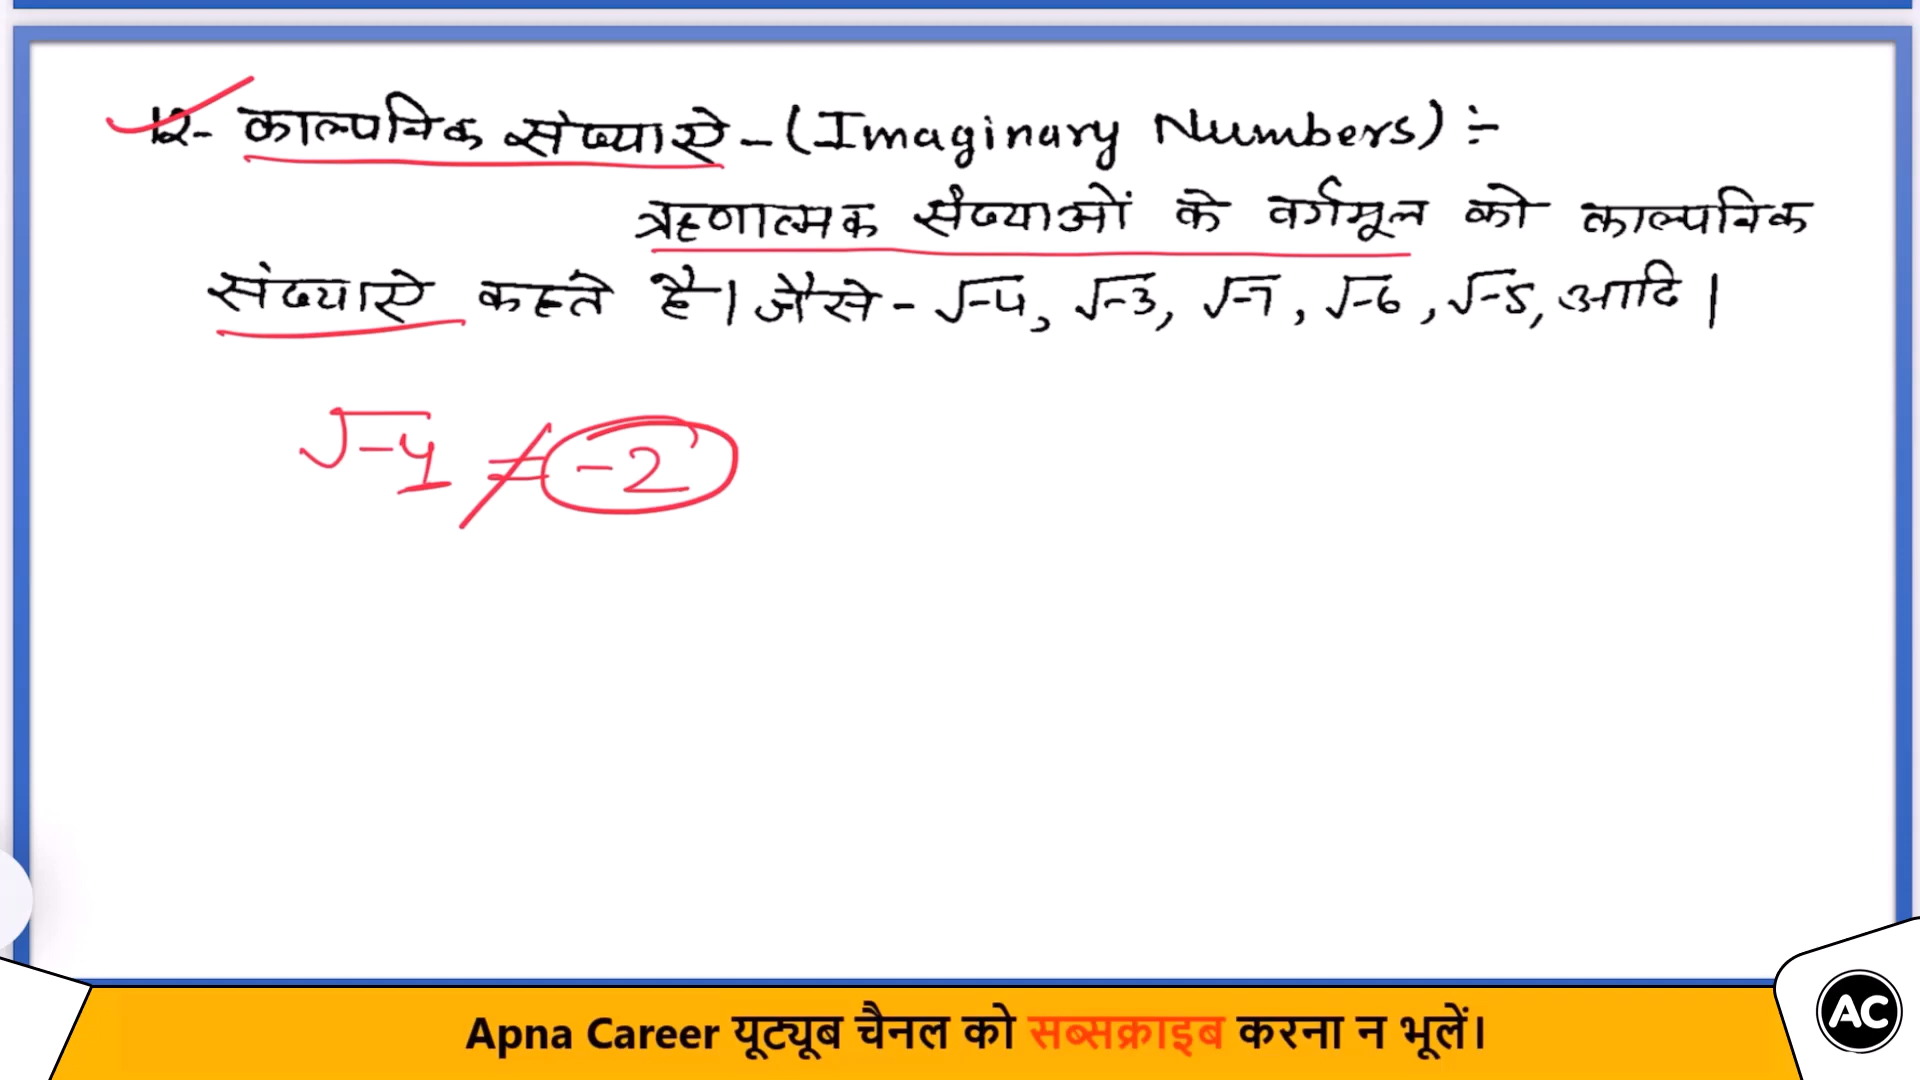 12- काल्पनिक संख्याऐ - (Imaginary Numbers) :-
ऋणात्मक संख्याओं के वर्गमूल को काल्पनिक
संख्याऐ कहते है। जैसे - √-4, √-3, √-7, √-6, √-5, आदि।
√-4 ≠ -2
Apna Career यूट्यूब चैनल को सब्सक्राइब करना न भूलें।
AC